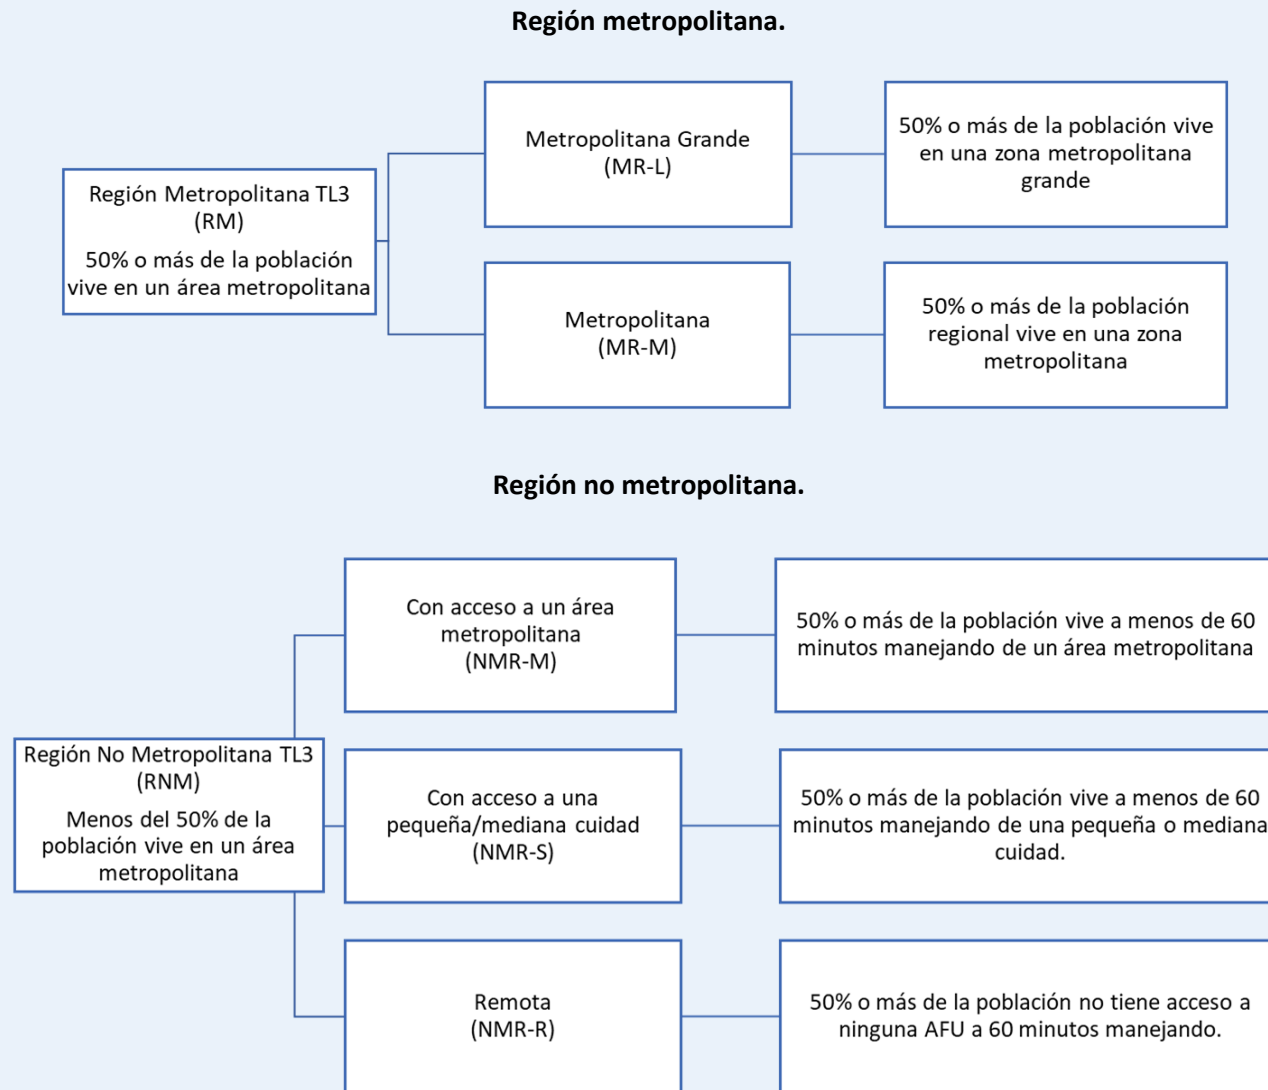 Región metropolitana.
Región Metropolitana TL3
(RM)
50% o más de la población
vive en un área metropolitana
Metropolitana Grande
(MR-L)
50% o más de la población vive
en una zona metropolitana
grande
Metropolitana
(MR-M)
50% o más de la población
regional vive en una zona
metropolitana
Región no metropolitana.
Región No Metropolitana TL3
(RNM)
Menos del 50% de la
población vive en un área
metropolitana
Con acceso a un área
metropolitana
(NMR-M)
50% o más de la población vive a menos de 60
minutos manejando de un área metropolitana
Con acceso a una
pequeña/mediana cuidad
(NMR-S)
50% o más de la población vive a menos de 60
minutos manejando de una pequeña o mediana
cuidad.
Remota
(NMR-R)
50% o más de la población no tiene acceso a
ninguna AFU a 60 minutos manejando.